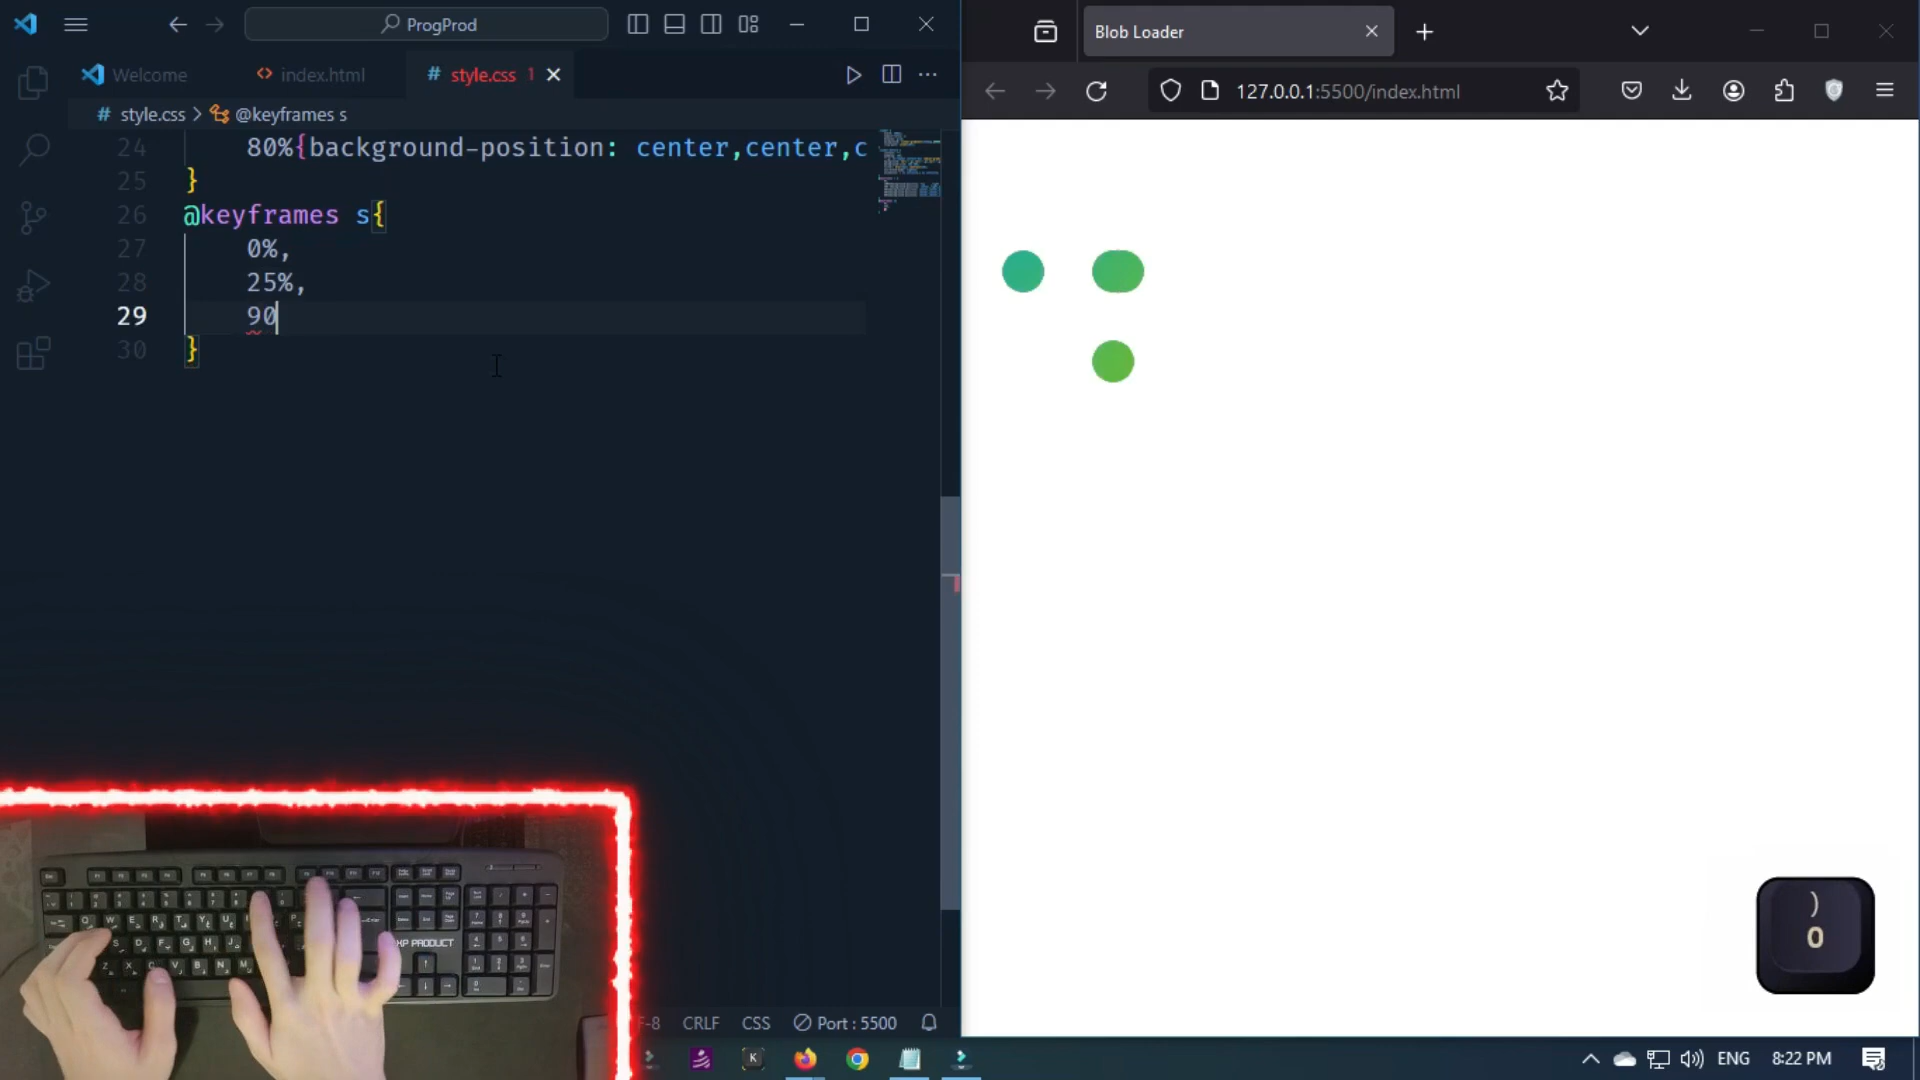 ProgProd
Welcome
index.html
# style.css 1
# style.css > @keyframes s
24 80%{background-position: center,center,c
25 }
26 @keyframes s{
27 0%,
28 25%,
29 90
30 }
CRLF
CSS
Port : 5500
Blob Loader
127.0.0.1:5500/index.html
XP PRODUCT
)
0
K
ENG
8:22 PM